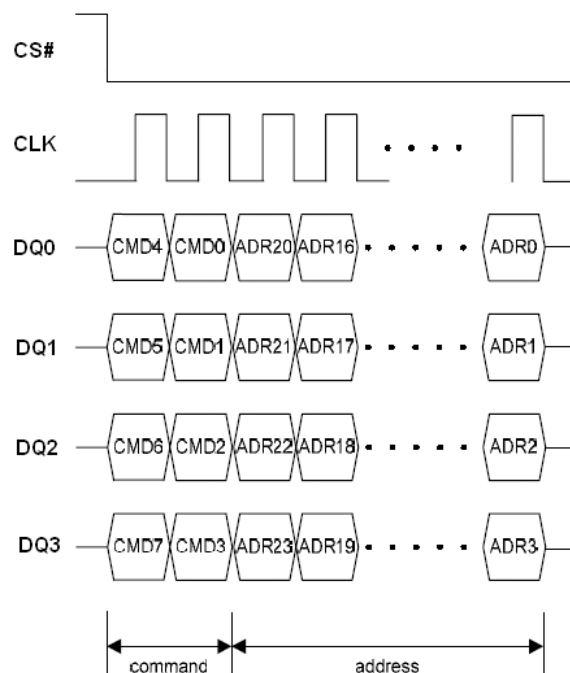 CS#
CLK
DQ0 CMD4 CMD0 ADR20 ADR16 ADR0
DQ1 CMD5 CMD1 ADR21 ADR17 ADR1
DQ2 CMD6 CMD2 ADR22 ADR18 ADR2
DQ3 CMD7 CMD3 ADR23 ADR19 ADR3
command address